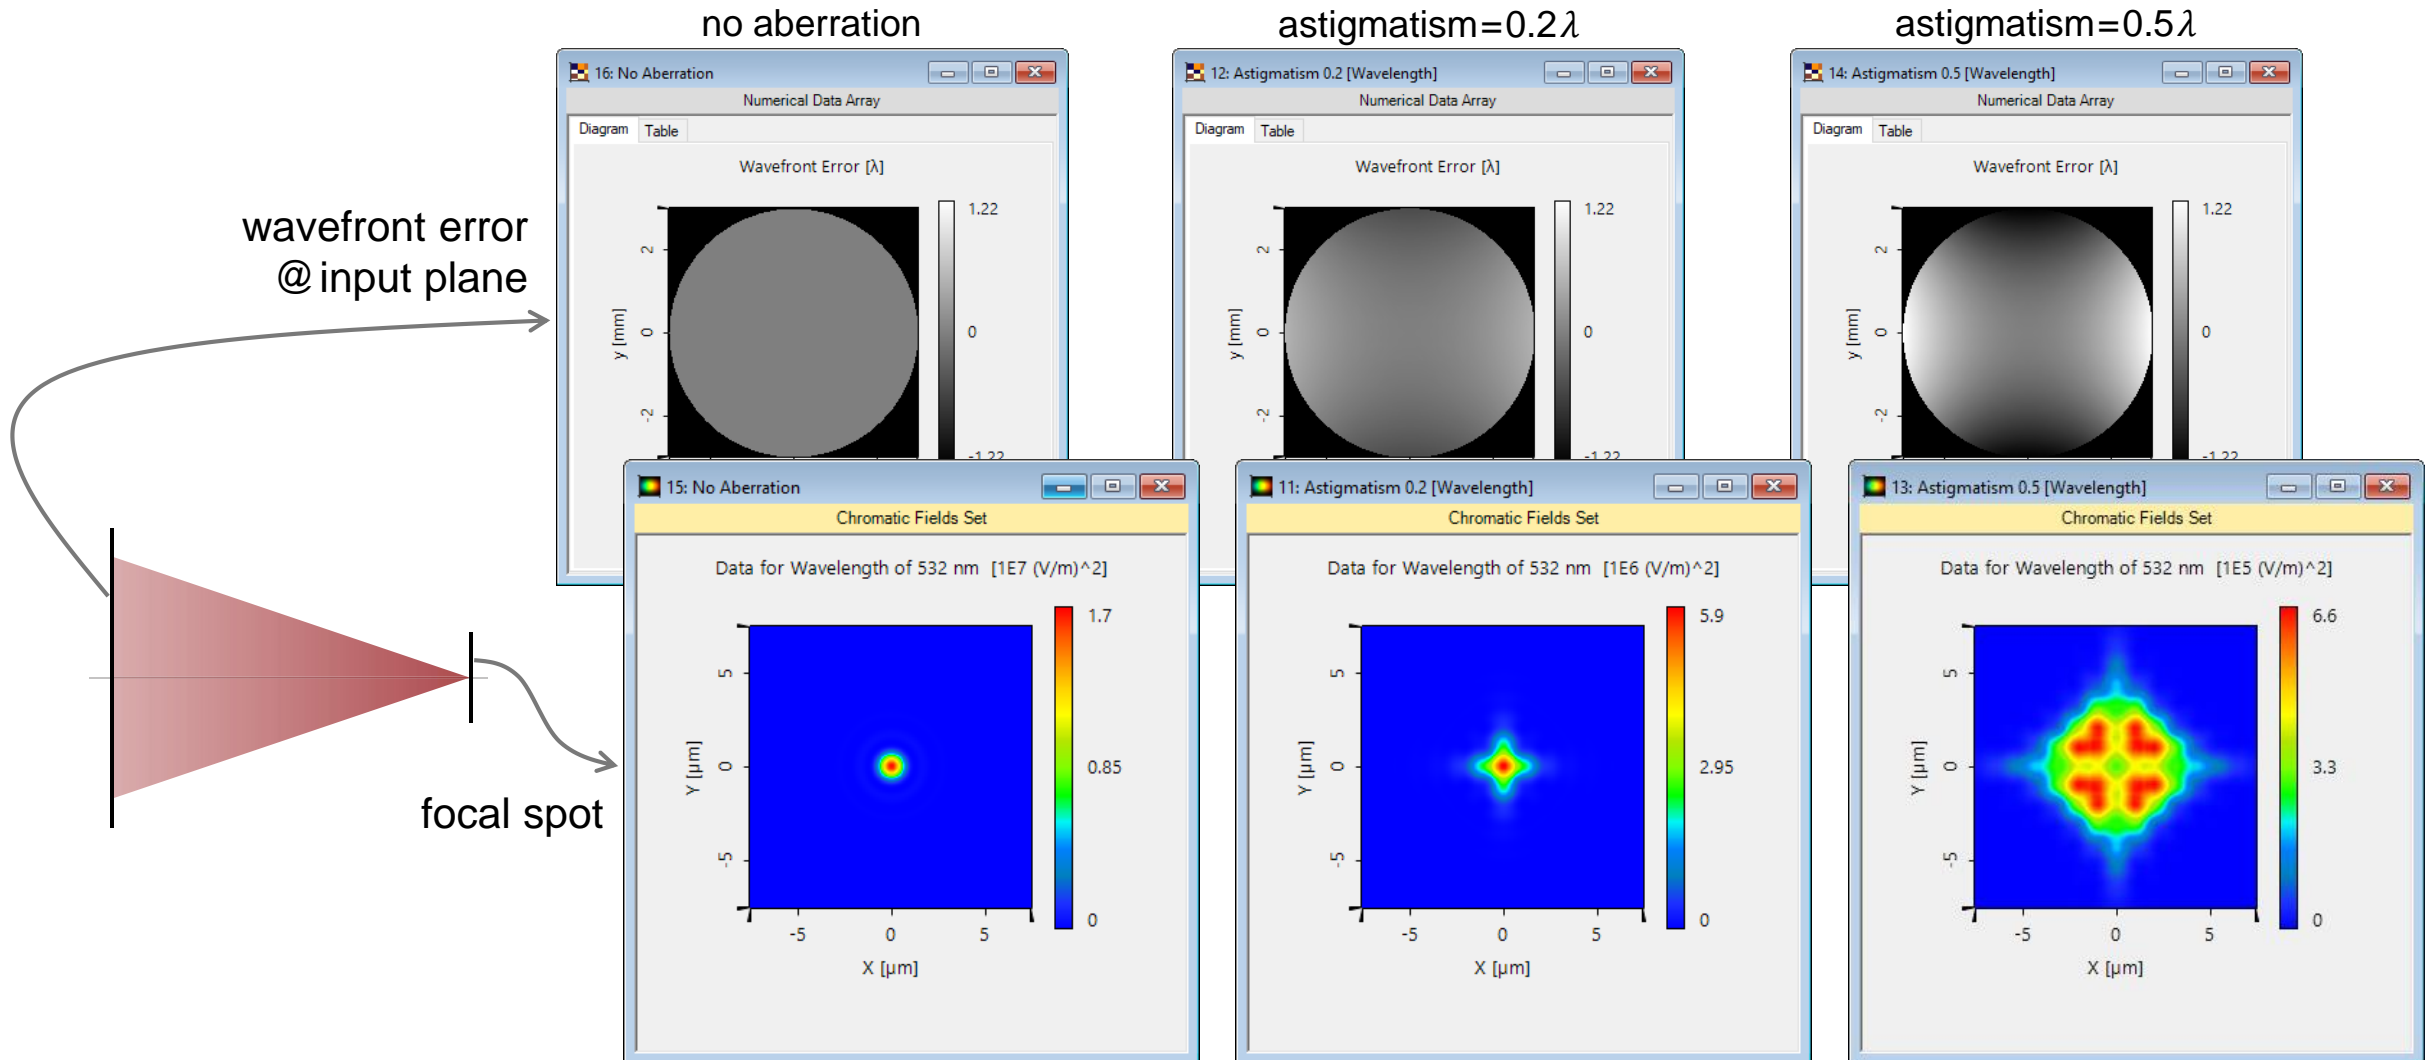 no aberration
astigmatism=0.2λ
astigmatism=0.5λ
wavefront error
@ input plane
focal spot
16: No Aberration
Numerical Data Array
Diagram
Table
Wavefront Error [λ]
1.22
0
-1.22
y [mm]
2
0
-2
12: Astigmatism 0.2 [Wavelength]
Numerical Data Array
Diagram
Table
Wavefront Error [λ]
1.22
0
-1.22
y [mm]
2
0
-2
14: Astigmatism 0.5 [Wavelength]
Numerical Data Array
Diagram
Table
Wavefront Error [λ]
1.22
0
-1.22
y [mm]
2
0
-2
15: No Aberration
Chromatic Fields Set
Data for Wavelength of 532 nm [1E7 (V/m)^2]
1.7
0.85
0
Y [µm]
5
0
-5
-5 0 5
X [µm]
11: Astigmatism 0.2 [Wavelength]
Chromatic Fields Set
Data for Wavelength of 532 nm [1E6 (V/m)^2]
5.9
2.95
0
Y [µm]
5
0
-5
-5 0 5
X [µm]
13: Astigmatism 0.5 [Wavelength]
Chromatic Fields Set
Data for Wavelength of 532 nm [1E5 (V/m)^2]
6.6
3.3
0
Y [µm]
5
0
-5
-5 0 5
X [µm]